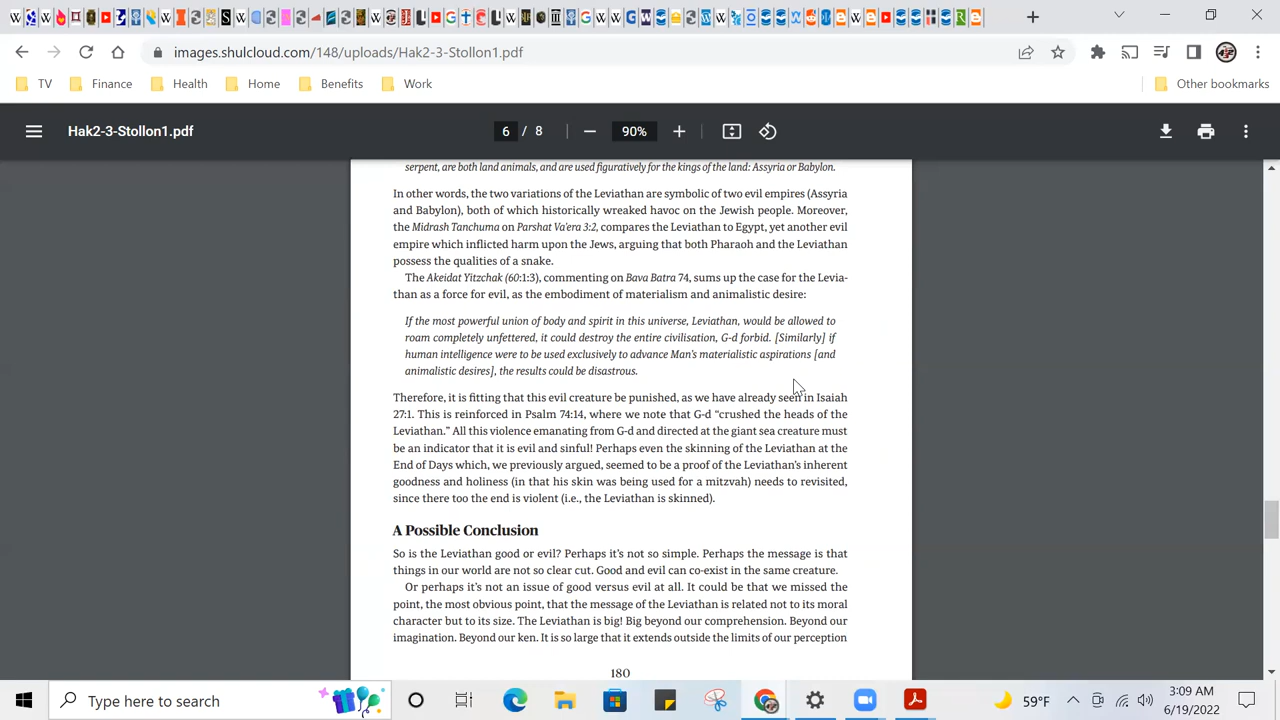 images.shulcloud.com/148/uploads/Hak2-3-Stollon1.pdf
TV Finance Health Home Benefits Work Other bookmarks
Hak2-3-Stollon1.pdf 6 / 8 90%
serpent, are both land animals, and are used figuratively for the kings of the land: Assyria or Babylon.
In other words, the two variations of the Leviathan are symbolic of two evil empires (Assyria
and Babylon), both of which historically wreaked havoc on the Jewish people. Moreover,
the Midrash Tanchuma on Parshat Va'era 3:2, compares the Leviathan to Egypt, yet another evil
empire which inflicted harm upon the Jews, arguing that both Pharaoh and the Leviathan
possess the qualities of a snake.
The Akeidat Yitzchak (60:1:3), commenting on Bava Batra 74, sums up the case for the Levia-
than as a force for evil, as the embodiment of materialism and animalistic desire:
If the most powerful union of body and spirit in this universe, Leviathan, would be allowed to
roam completely unfettered, it could destroy the entire civilisation, G-d forbid. [Similarly] if
human intelligence were to be used exclusively to advance Man's materialistic aspirations [and
animalistic desires], the results could be disastrous.
Therefore, it is fitting that this evil creature be punished, as we have already seen in Isaiah
27:1. This is reinforced in Psalm 74:14, where we note that G-d “crushed the heads of the
Leviathan.” All this violence emanating from G-d and directed at the giant sea creature must
be an indicator that it is evil and sinful! Perhaps even the skinning of the Leviathan at the
End of Days which, we previously argued, seemed to be a proof of the Leviathan's inherent
goodness and holiness (in that his skin was being used for a mitzvah) needs to revisited,
since there too the end is violent (i.e., the Leviathan is skinned).
A Possible Conclusion
So is the Leviathan good or evil? Perhaps it's not so simple. Perhaps the message is that
things in our world are not so clear cut. Good and evil can co-exist in the same creature.
Or perhaps it's not an issue of good versus evil at all. It could be that we missed the
point, the most obvious point, that the message of the Leviathan is related not to its moral
character but to its size. The Leviathan is big! Big beyond our comprehension. Beyond our
imagination. Beyond our ken. It is so large that it extends outside the limits of our perception
180
Type here to search
59°F
3:09 AM
6/19/2022